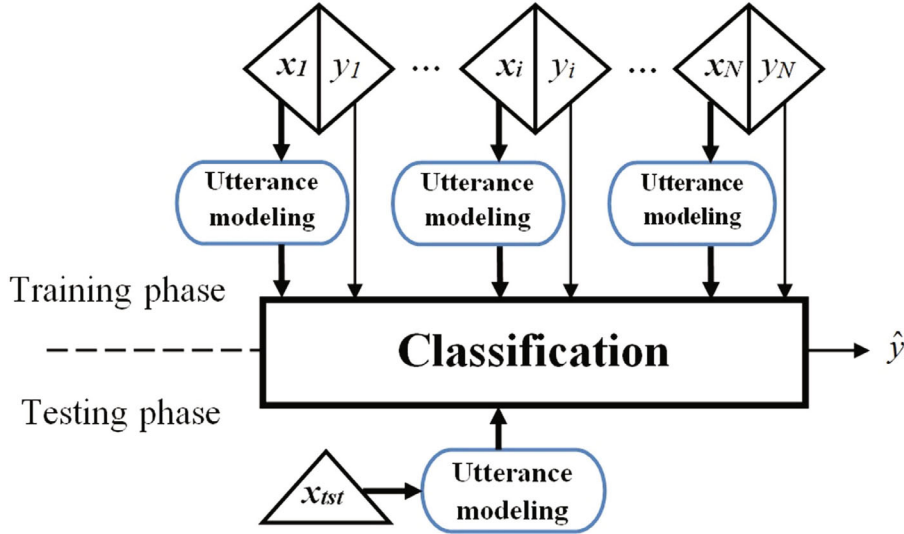 x1 y1 ... xi yi ... xN yN
Utterance modeling
Utterance modeling
Utterance modeling
Training phase
Classification
ŷ
Testing phase
xtst
Utterance modeling